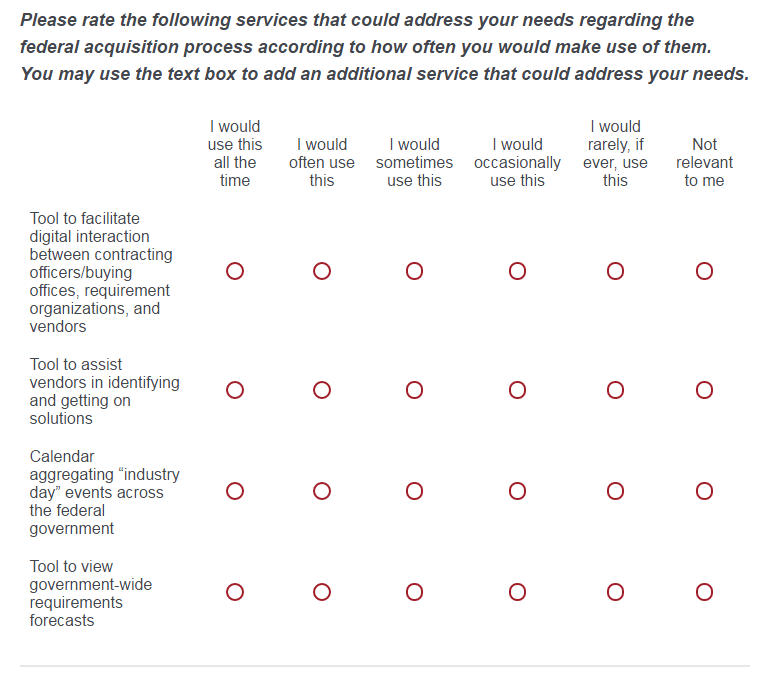 Please rate the following services that could address your needs regarding the
federal acquisition process according to how often you would make use of them.
You may use the text box to add an additional service that could address your needs.
I would
use this
all the
time
I would
often use
this
I would
sometimes
use this
I would
occasionally
use this
I would
rarely, if
ever, use
this
Not
relevant
to me
Tool to facilitate
digital interaction
between contracting
officers/buying
offices, requirement
organizations, and
vendors
Tool to assist
vendors in identifying
and getting on
solutions
Calendar
aggregating “industry
day” events across
the federal
government
Tool to view
government-wide
requirements
forecasts